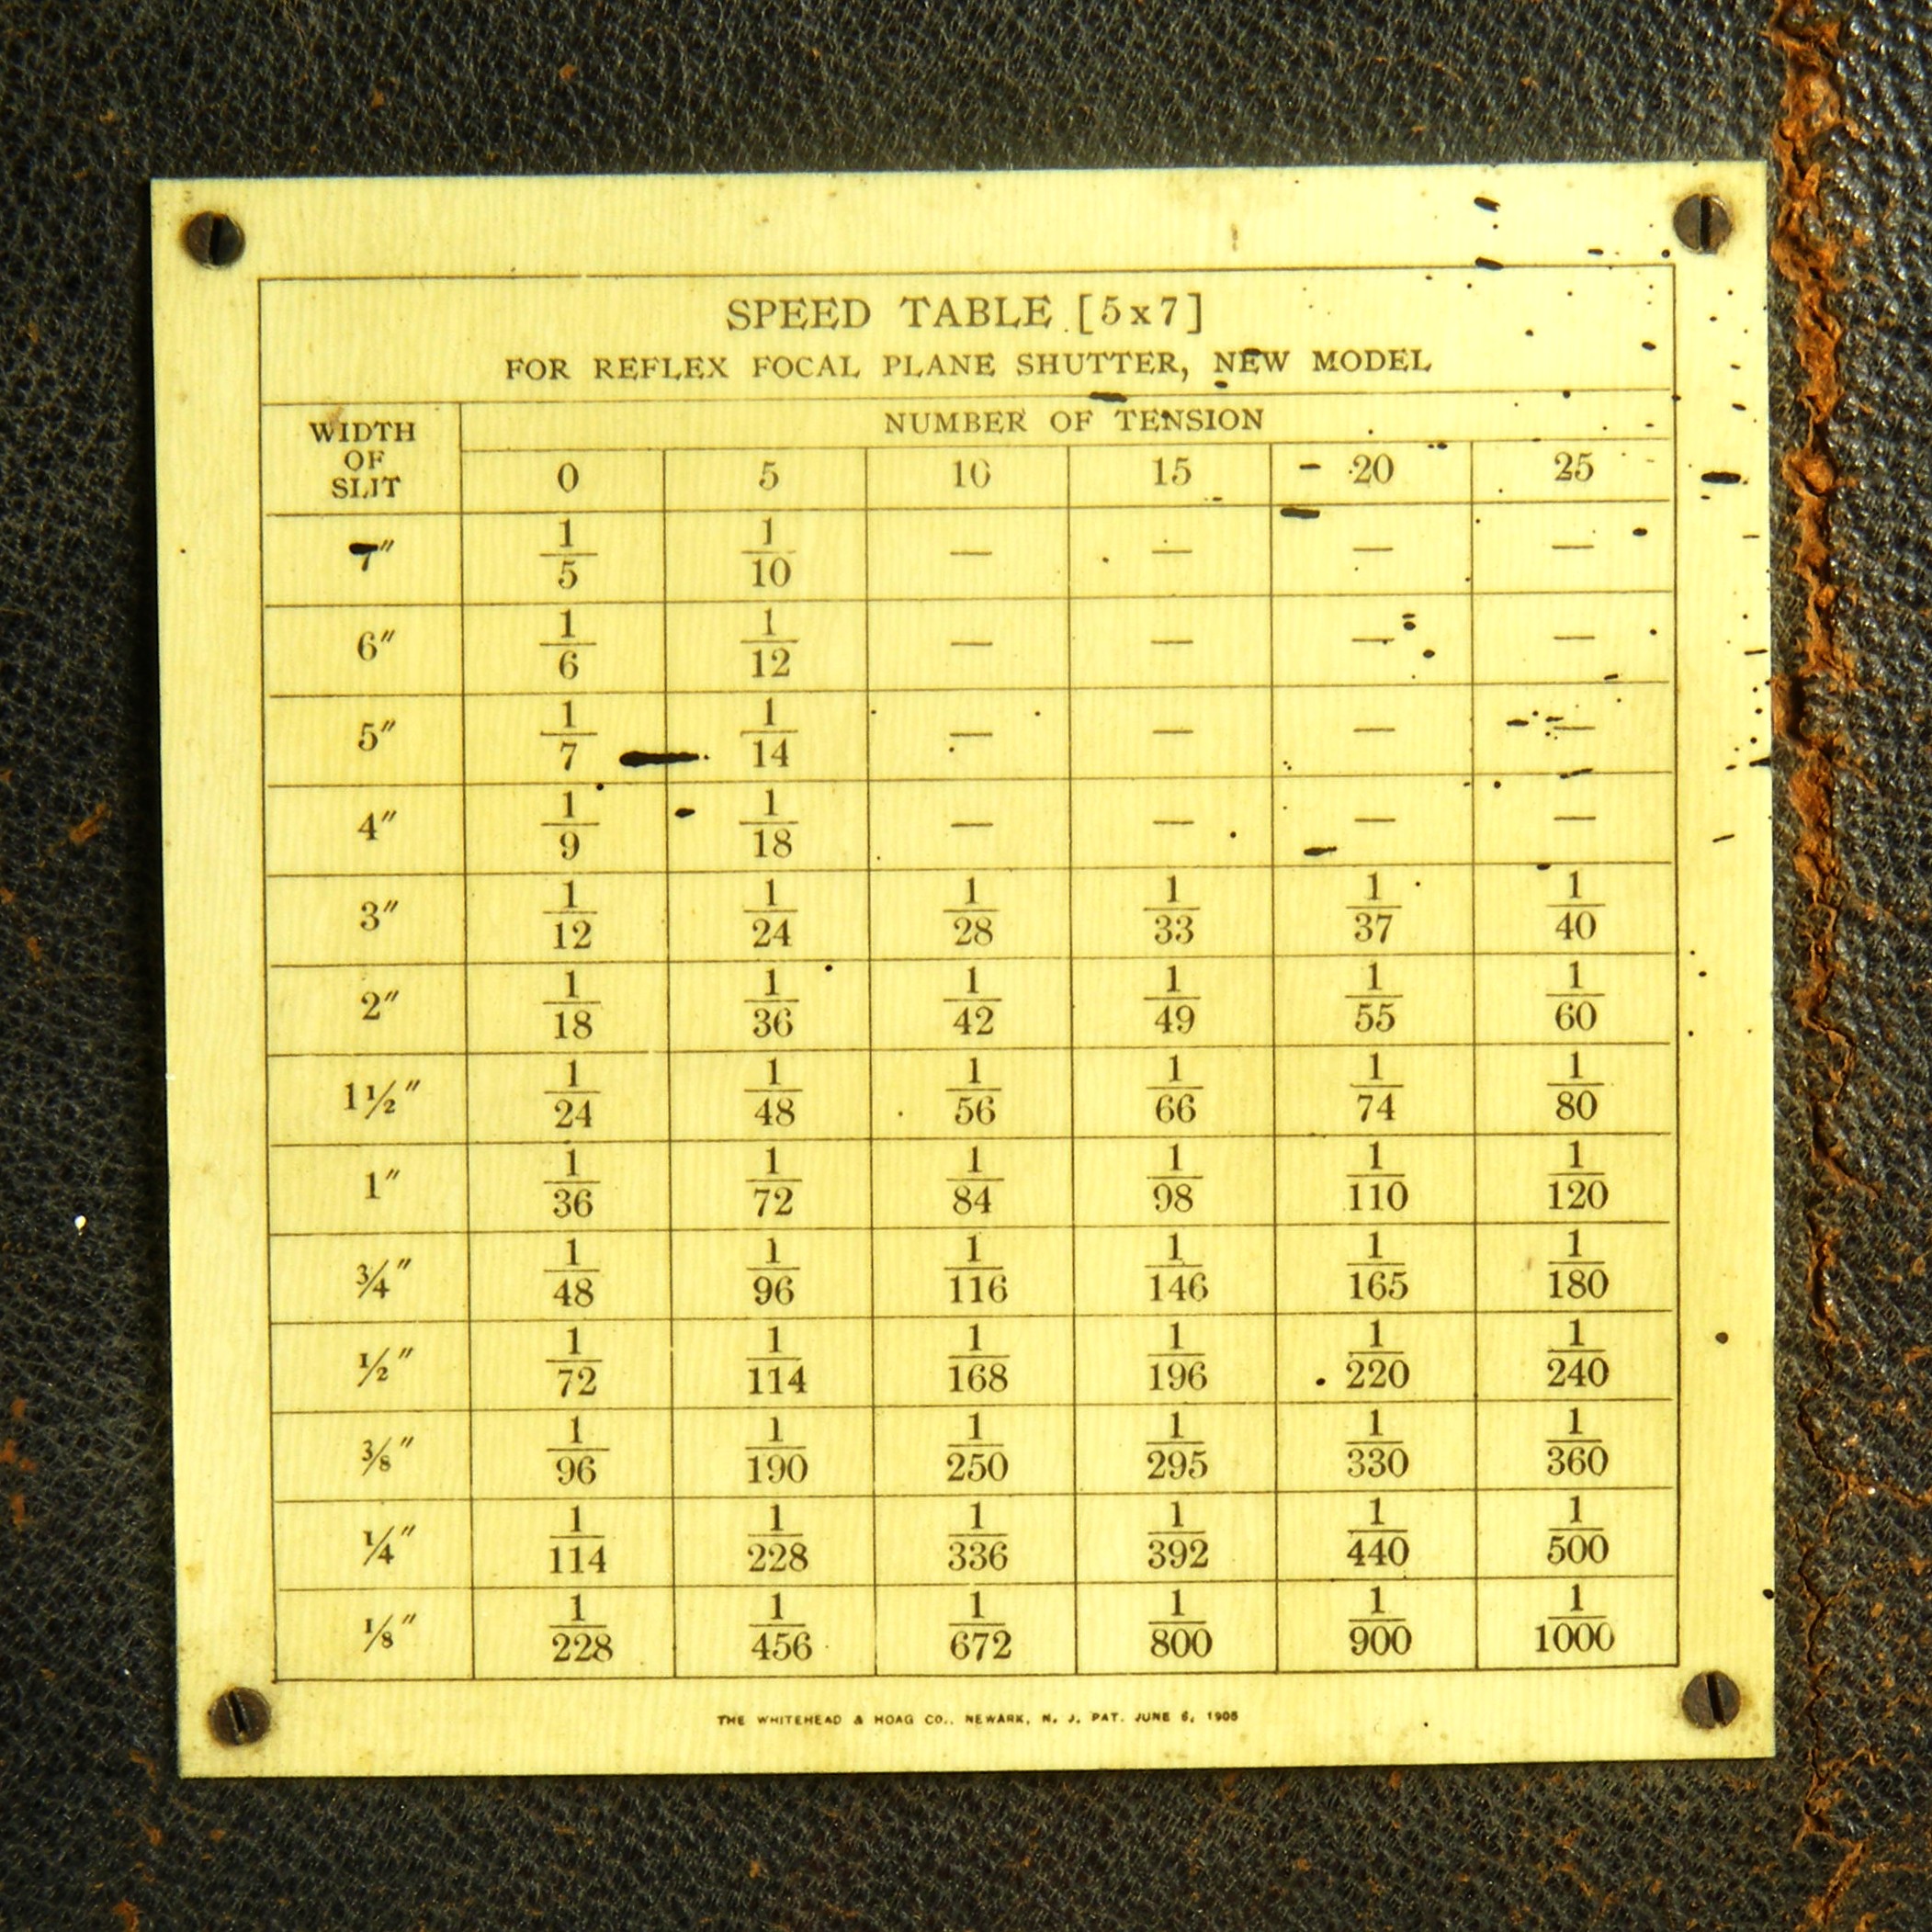 SPEED TABLE [5x7]
FOR REFLEX FOCAL PLANE SHUTTER, NEW MODEL
WIDTH OF SLIT
NUMBER OF TENSION
0 5 10 15 20 25
7″ 1/5 1/10 — — — —
6″ 1/6 1/12 — — — —
5″ 1/7 1/14 — — — —
4″ 1/9 1/18 — — — —
3″ 1/12 1/24 1/28 1/33 1/37 1/40
2″ 1/18 1/36 1/42 1/49 1/55 1/60
1½″ 1/24 1/48 1/56 1/66 1/74 1/80
1″ 1/36 1/72 1/84 1/98 1/110 1/120
¾″ 1/48 1/96 1/116 1/146 1/165 1/180
½″ 1/72 1/114 1/168 1/196 1/220 1/240
⅜″ 1/96 1/190 1/250 1/295 1/330 1/360
¼″ 1/114 1/228 1/336 1/392 1/440 1/500
⅛″ 1/228 1/456 1/672 1/800 1/900 1/1000
THE WHITEHEAD & HOAG CO., NEWARK, N. J. PAT. JUNE 6, 1905